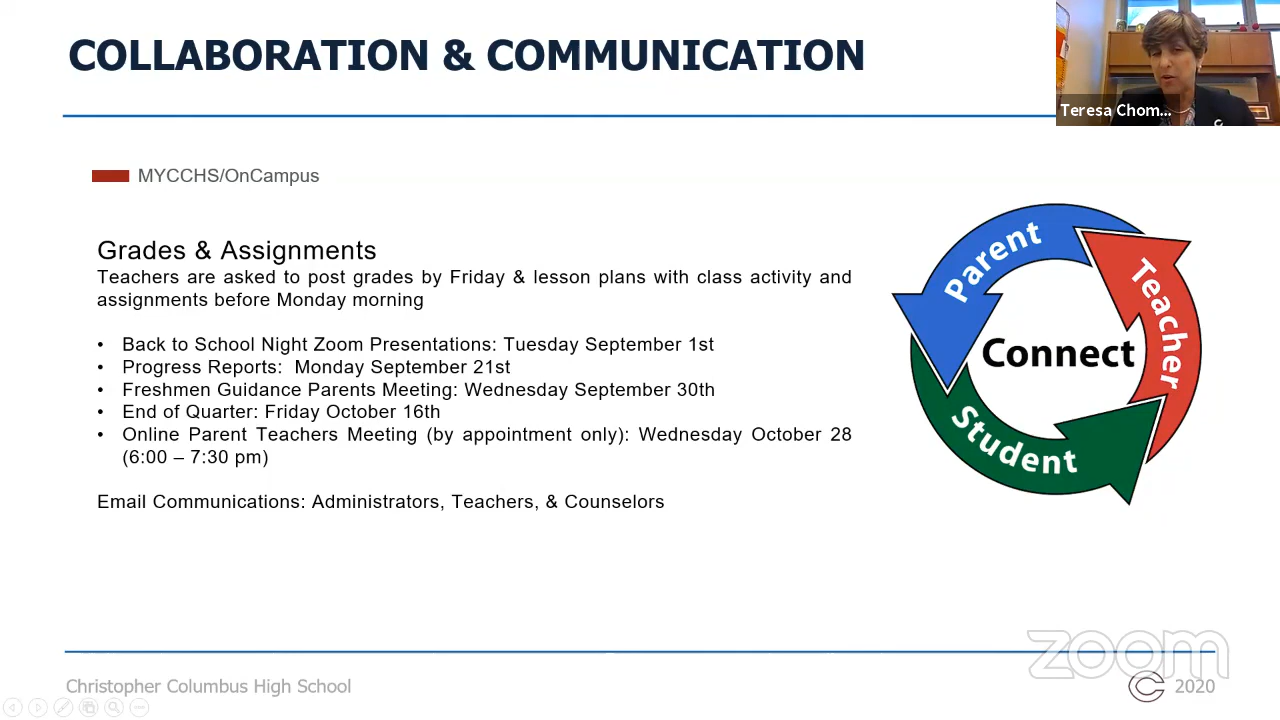 COLLABORATION & COMMUNICATION
Teresa Chom...
MYCCHS/OnCampus
Grades & Assignments
Teachers are asked to post grades by Friday & lesson plans with class activity and
assignments before Monday morning
• Back to School Night Zoom Presentations: Tuesday September 1st
• Progress Reports:  Monday September 21st
• Freshmen Guidance Parents Meeting: Wednesday September 30th
• End of Quarter: Friday October 16th
• Online Parent Teachers Meeting (by appointment only): Wednesday October 28
(6:00 – 7:30 pm)
Email Communications: Administrators, Teachers, & Counselors
Parent
Teacher
Connect
Student
zoom
Christopher Columbus High School
C 2020